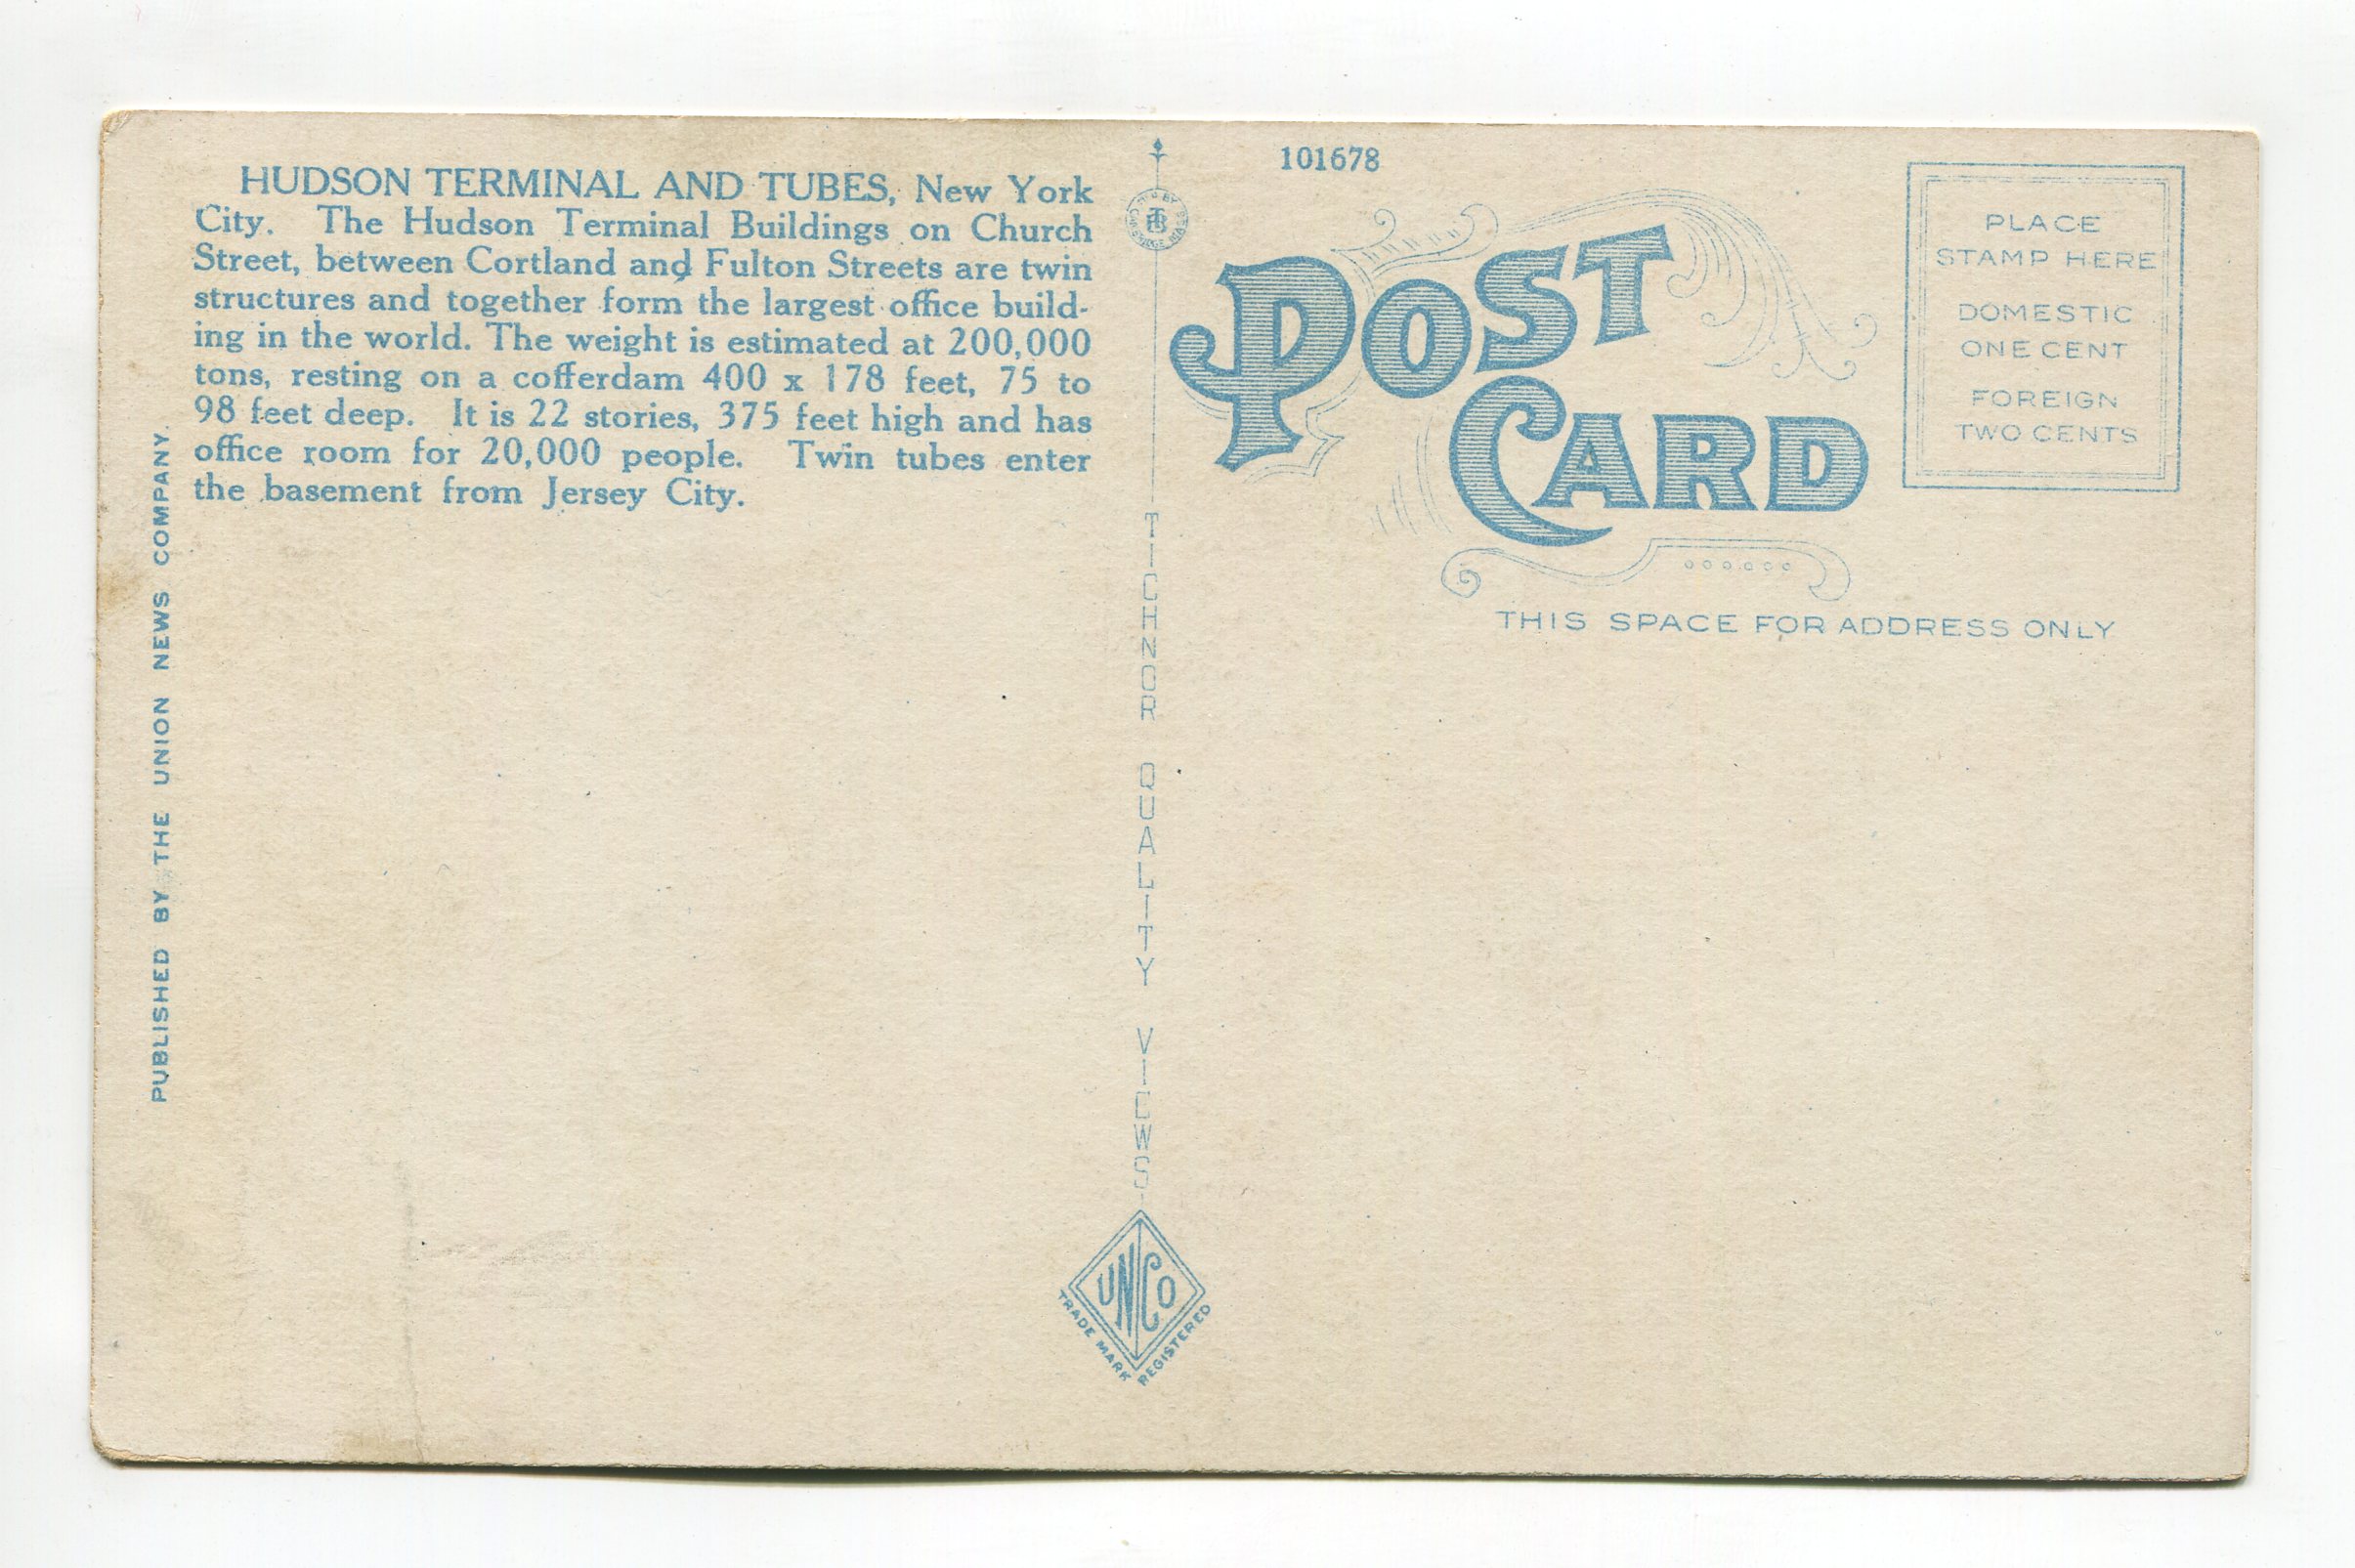 HUDSON TERMINAL AND TUBES, New York
City. The Hudson Terminal Buildings on Church
Street, between Cortland and Fulton Streets are twin
structures and together form the largest office build-
ing in the world. The weight is estimated at 200,000
tons, resting on a cofferdam 400 x 178 feet, 75 to
98 feet deep. It is 22 stories, 375 feet high and has
office room for 20,000 people. Twin tubes enter
the basement from Jersey City.
PUBLISHED BY THE UNION NEWS COMPANY.
TICHNOR QUALITY VIEWS
UNCO
TRADE MARK REGISTERED
101678
POST
CARD
THIS SPACE FOR ADDRESS ONLY
PLACE
STAMP HERE
DOMESTIC
ONE CENT
FOREIGN
TWO CENTS